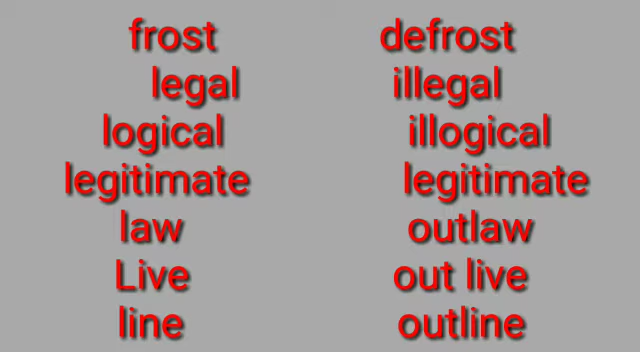 frost defrost
legal illegal
logical illogical
legitimate legitimate
law outlaw
Live out live
line outline